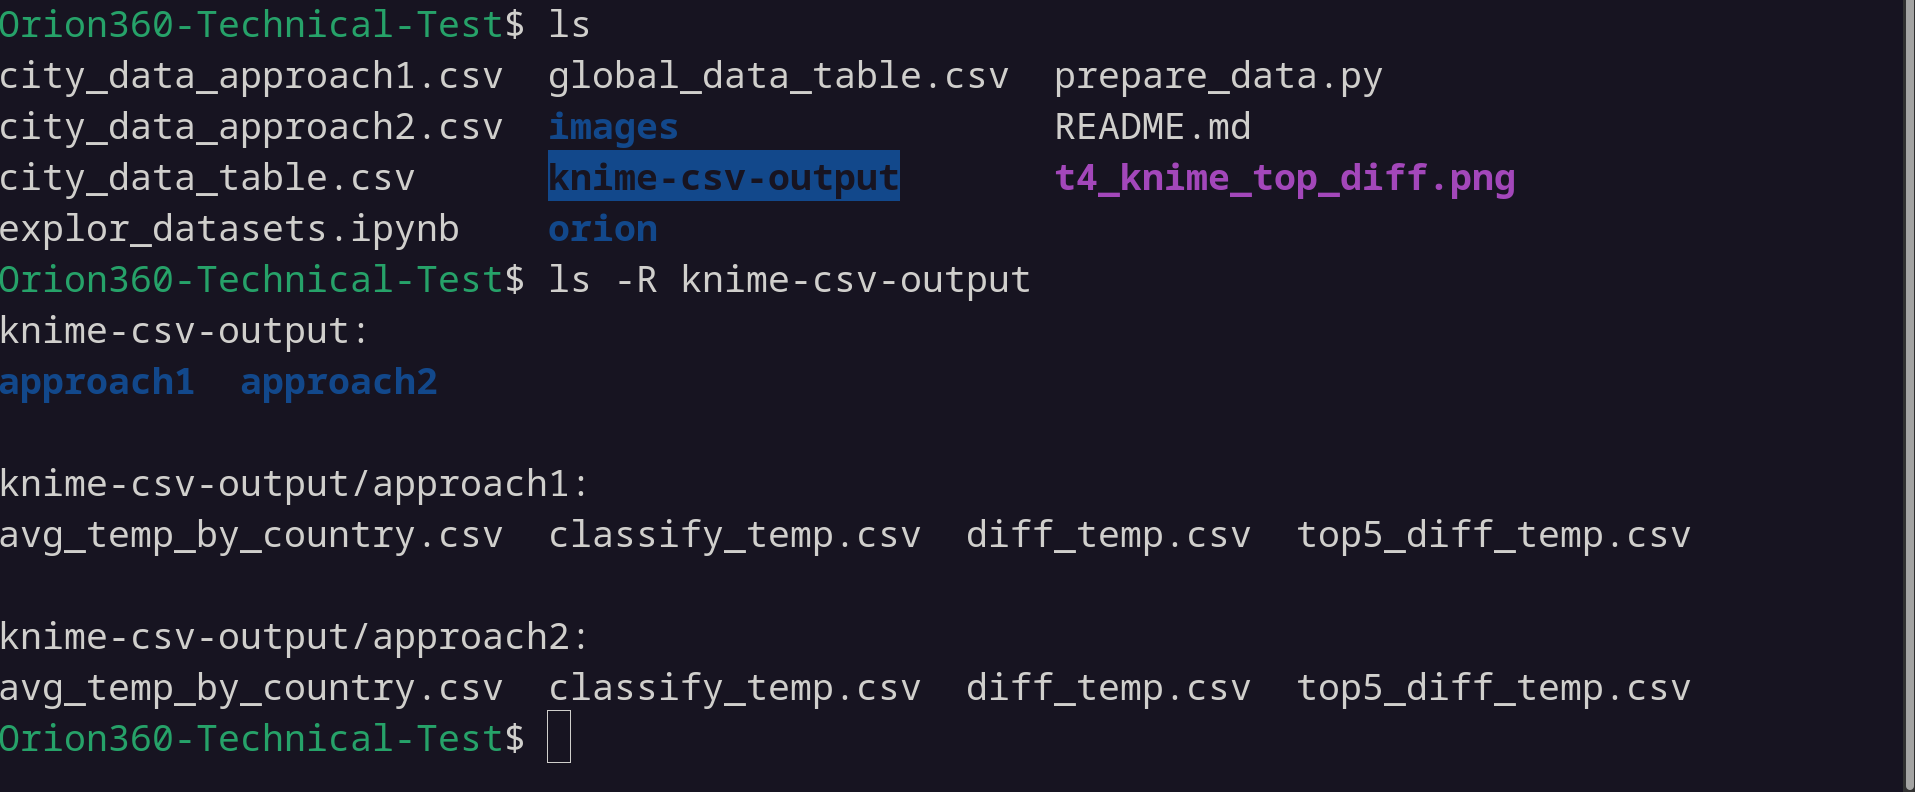 Orion360-Technical-Test$ ls
city_data_approach1.csv  global_data_table.csv  prepare_data.py
city_data_approach2.csv  images                 README.md
city_data_table.csv      knime-csv-output       t4_knime_top_diff.png
explor_datasets.ipynb    orion
Orion360-Technical-Test$ ls -R knime-csv-output
knime-csv-output:
approach1  approach2

knime-csv-output/approach1:
avg_temp_by_country.csv  classify_temp.csv  diff_temp.csv  top5_diff_temp.csv

knime-csv-output/approach2:
avg_temp_by_country.csv  classify_temp.csv  diff_temp.csv  top5_diff_temp.csv
Orion360-Technical-Test$